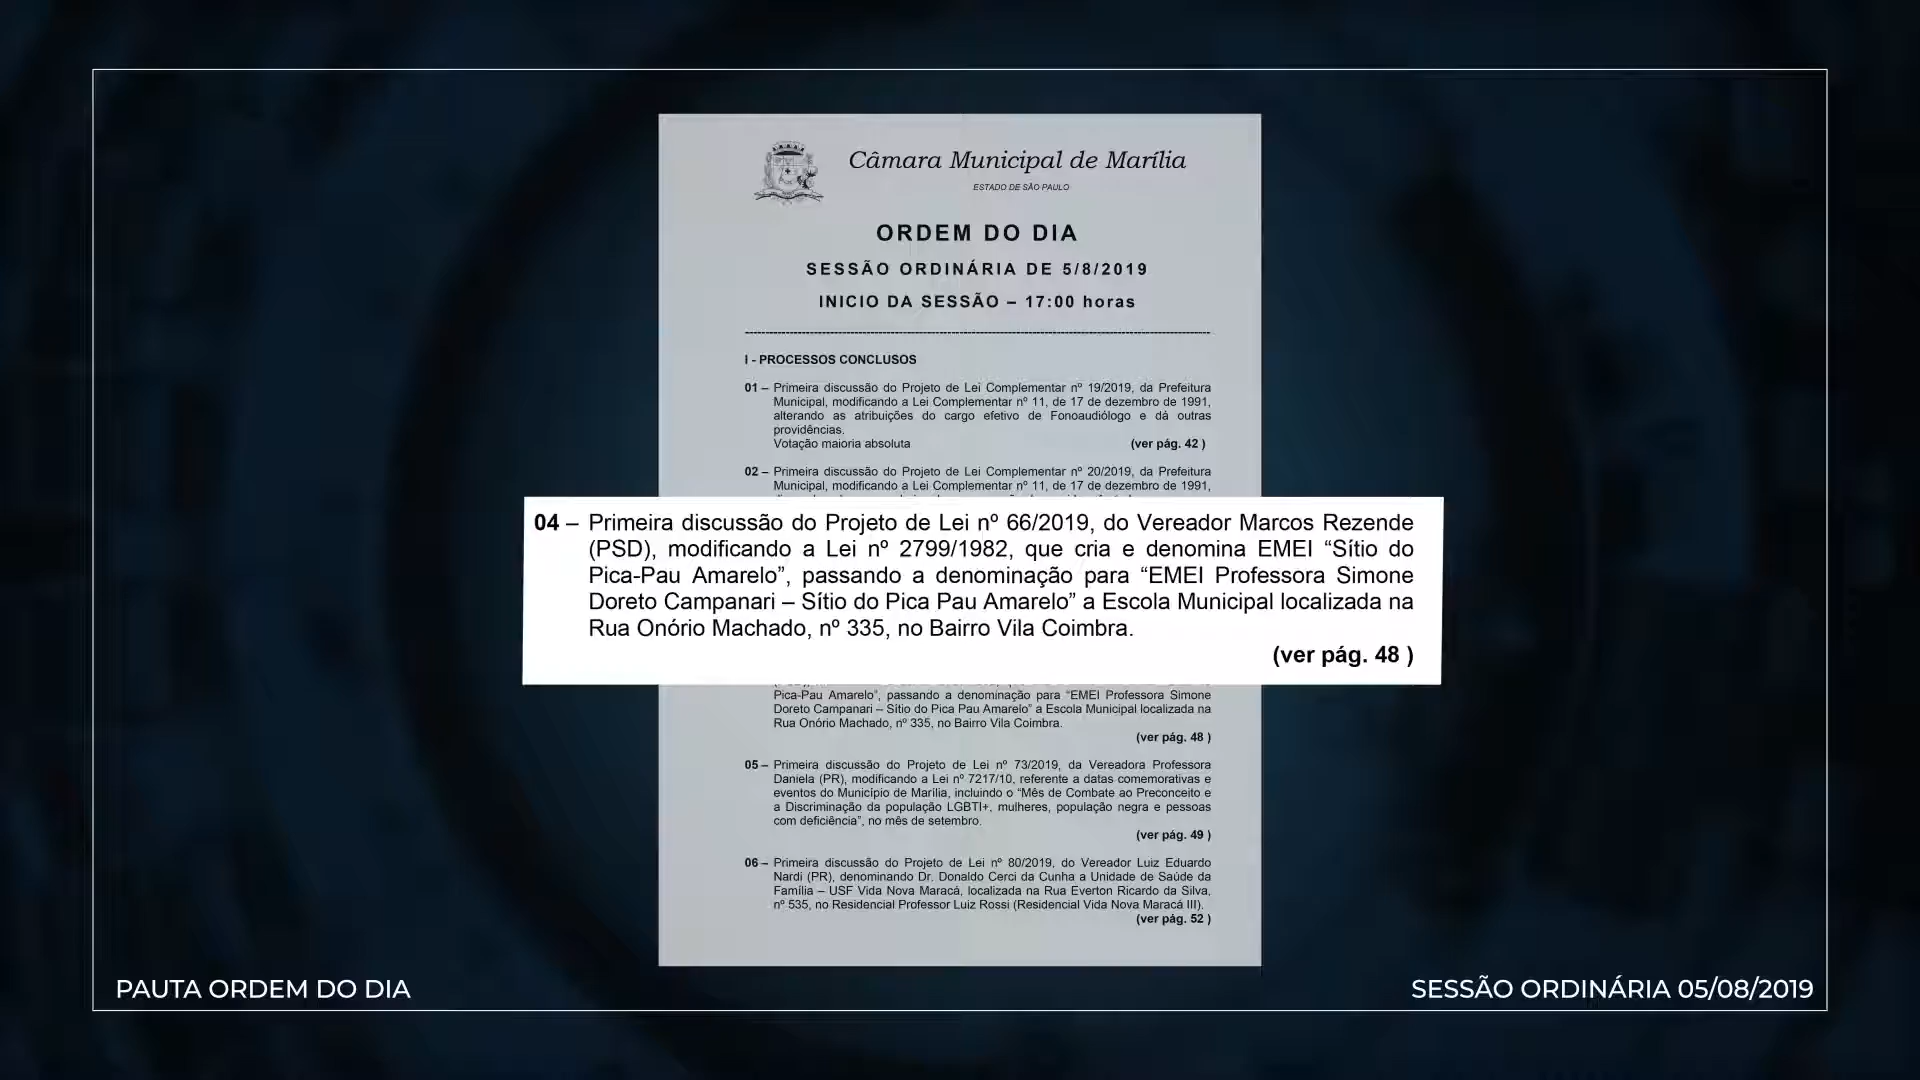 Câmara Municipal de Marília
ESTADO DE SÃO PAULO
ORDEM DO DIA
SESSÃO ORDINÁRIA DE 5/8/2019
INICIO DA SESSÃO – 17:00 horas
I - PROCESSOS CONCLUSOS
01 – Primeira discussão do Projeto de Lei Complementar nº 19/2019, da Prefeitura
Municipal, modificando a Lei Complementar nº 11, de 17 de dezembro de 1991,
alterando as atribuições do cargo efetivo de Fonoaudiólogo e dá outras
providências.
Votação maioria absoluta (ver pág. 42 )
02 – Primeira discussão do Projeto de Lei Complementar nº 20/2019, da Prefeitura
Municipal, modificando a Lei Complementar nº 11, de 17 de dezembro de 1991,
04 – Primeira discussão do Projeto de Lei nº 66/2019, do Vereador Marcos Rezende
(PSD), modificando a Lei nº 2799/1982, que cria e denomina EMEI “Sítio do
Pica-Pau Amarelo”, passando a denominação para “EMEI Professora Simone
Doreto Campanari – Sítio do Pica Pau Amarelo” a Escola Municipal localizada na
Rua Onório Machado, nº 335, no Bairro Vila Coimbra.
(ver pág. 48 )
Pica-Pau Amarelo”, passando a denominação para “EMEI Professora Simone
Doreto Campanari – Sítio do Pica Pau Amarelo” a Escola Municipal localizada na
Rua Onório Machado, nº 335, no Bairro Vila Coimbra.
(ver pág. 48 )
05 – Primeira discussão do Projeto de Lei nº 73/2019, da Vereadora Professora
Daniela (PR), modificando a Lei nº 7217/10, referente a datas comemorativas e
eventos do Município de Marília, incluindo o “Mês de Combate ao Preconceito e
a Discriminação da população LGBTI+, mulheres, população negra e pessoas
com deficiência”, no mês de setembro.
(ver pág. 49 )
06 – Primeira discussão do Projeto de Lei nº 80/2019, do Vereador Luiz Eduardo
Nardi (PR), denominando Dr. Donaldo Cerci da Cunha a Unidade de Saúde da
Família – USF Vida Nova Maracá, localizada na Rua Everton Ricardo da Silva,
nº 535, no Residencial Professor Luiz Rossi (Residencial Vida Nova Maracá III).
(ver pág. 52 )
PAUTA ORDEM DO DIA
SESSÃO ORDINÁRIA 05/08/2019